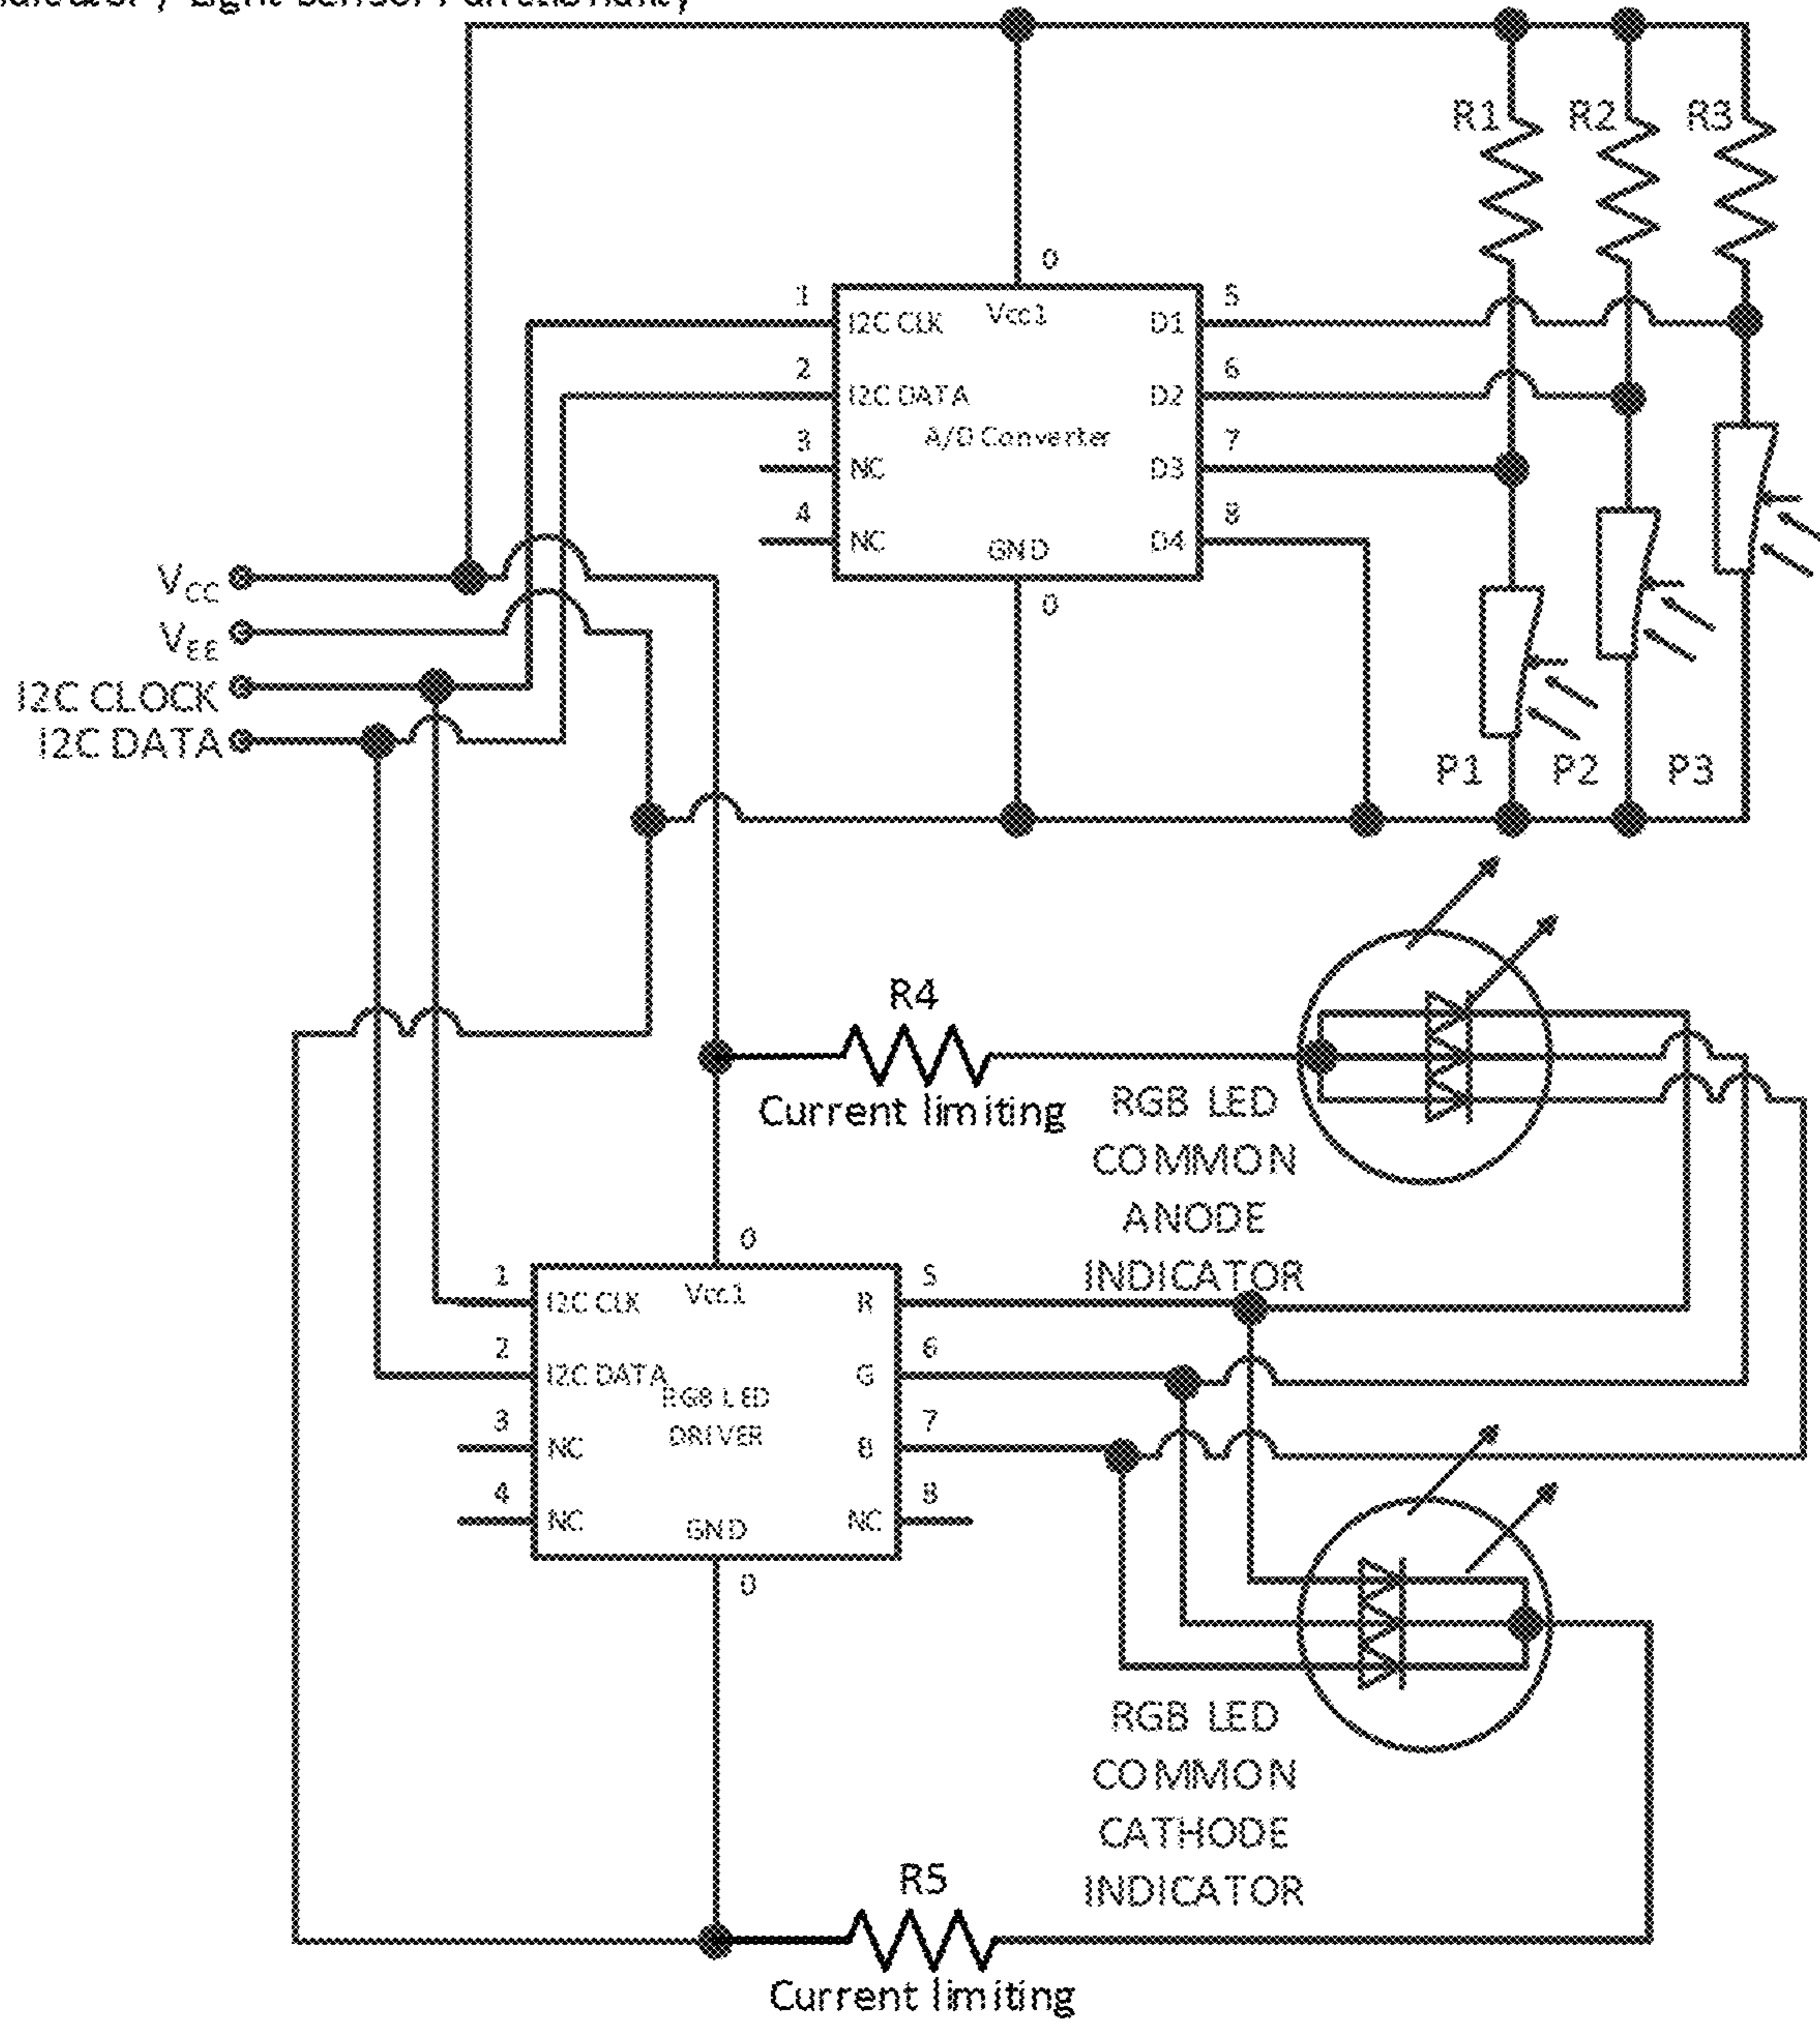 Light Sensor Functionality
R1 R2 R3
0
1 I2C CLK Vcc1 D1 5
2 I2C DATA D2 6
A/D Converter
3 NC D3 7
4 NC GND D4 8
0
VCC
VEE
I2C CLOCK
I2C DATA
P1 P2 P3
R4
Current limiting
RGB LED
COMMON
ANODE
INDICATOR
0
1 I2C CLK Vcc1 R 5
2 I2C DATA G 6
RGB LED
DRIVER
3 NC B 7
4 NC GND NC 8
0
RGB LED
COMMON
CATHODE
INDICATOR
R5
Current limiting